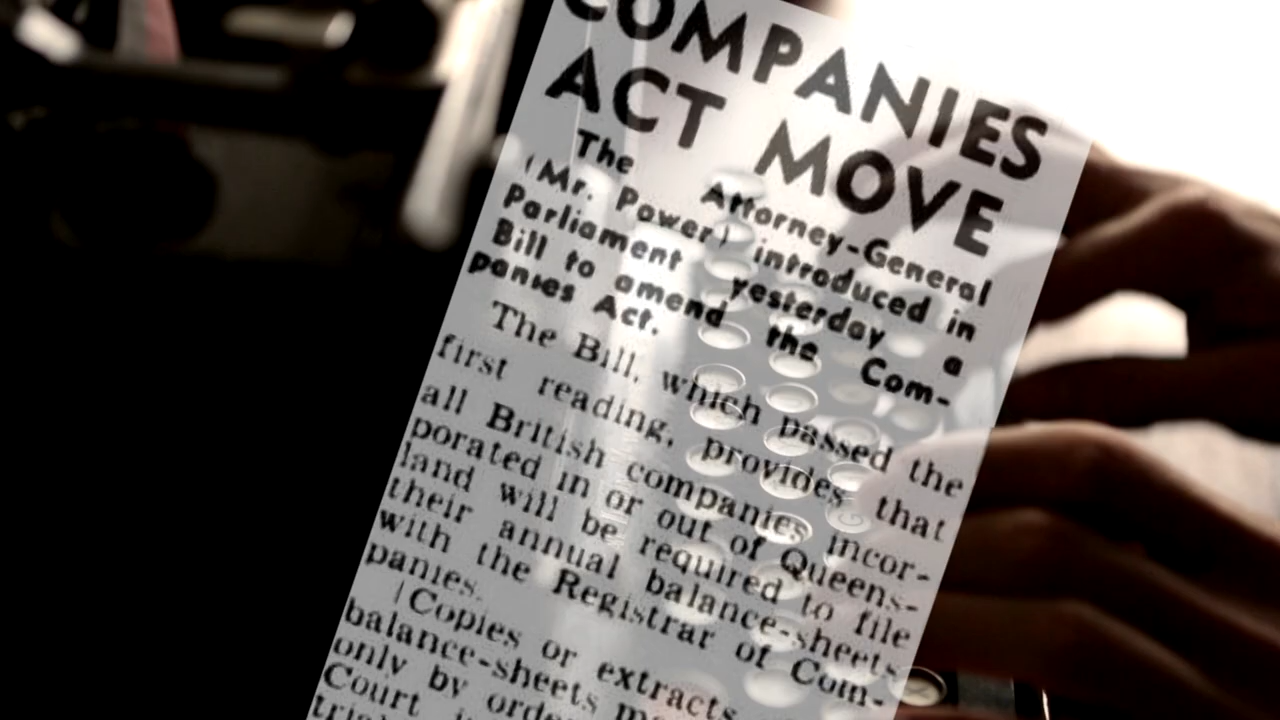 COMPANIES
ACT MOVE
The Attorney-General
(Mr. Power) introduced in
Parliament yesterday a
Bill to amend the Com-
panies Act.
The Bill, which passed the
first reading, provides that
all British companies incor-
porated in or out of Queens-
land will be required to file
their annual balance-sheets
with the Registrar of Com-
panies.
(Copies or extracts
balance-sheets
only by
Court